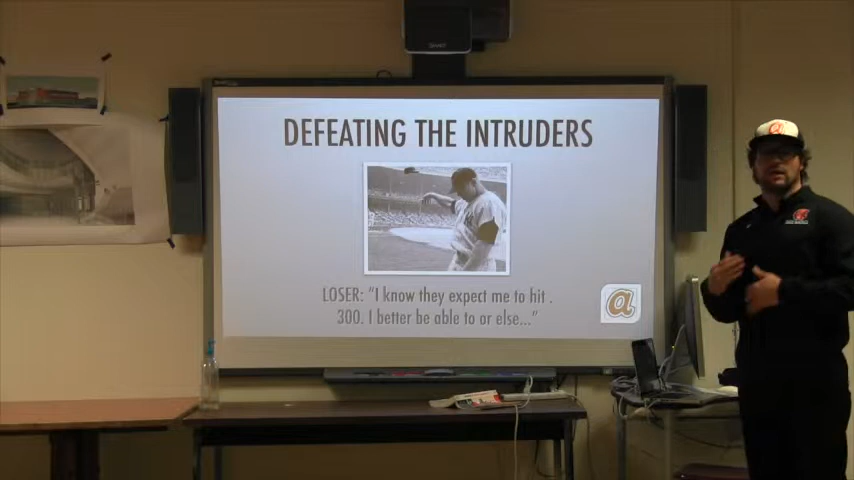 DEFEATING THE INTRUDERS
LOSER: “I know they expect me to hit .
300. I better be able to or else...”
a